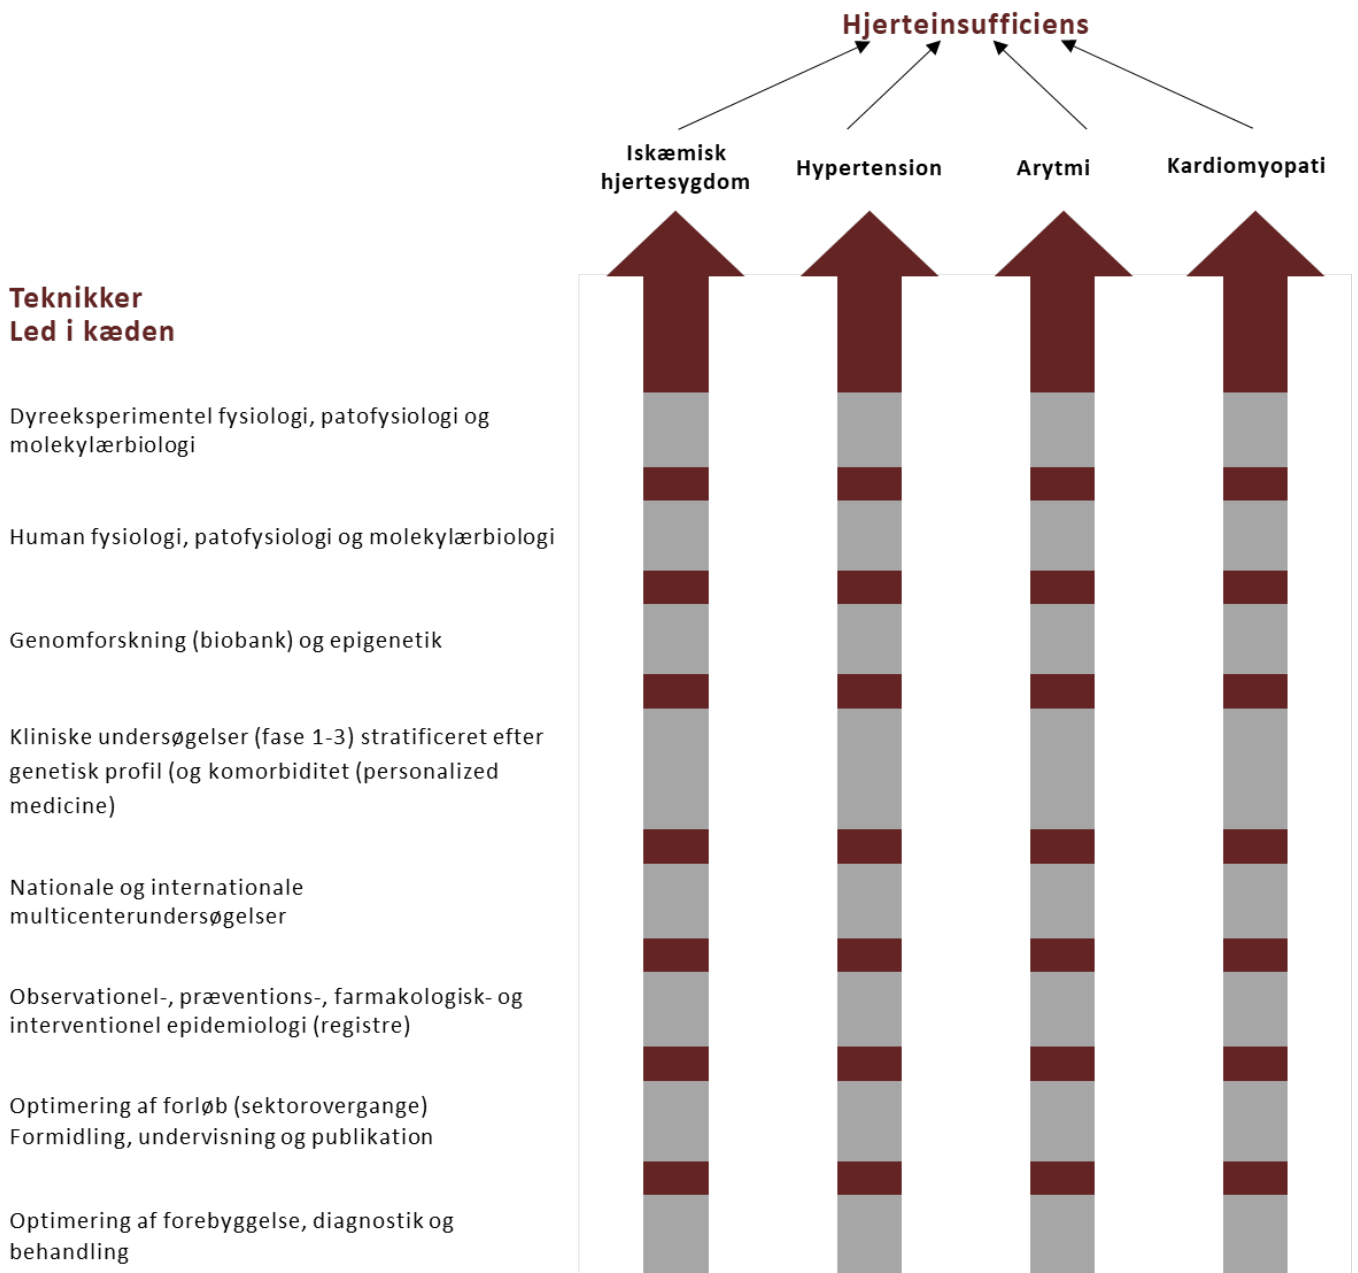 Hjerteinsufficiens
Iskæmisk
hjertesygdom
Hypertension
Arytmi
Kardiomyopati
Teknikker
Led i kæden
Dyreeksperimentel fysiologi, patofysiologi og
molekylærbiologi
Human fysiologi, patofysiologi og molekylærbiologi
Genomforskning (biobank) og epigenetik
Kliniske undersøgelser (fase 1-3) stratificeret efter
genetisk profil (og komorbiditet (personalized
medicine)
Nationale og internationale
multicenterundersøgelser
Observationel-, præventions-, farmakologisk- og
interventionel epidemiologi (registre)
Optimering af forløb (sektorovergange)
Formidling, undervisning og publikation
Optimering af forebyggelse, diagnostik og
behandling